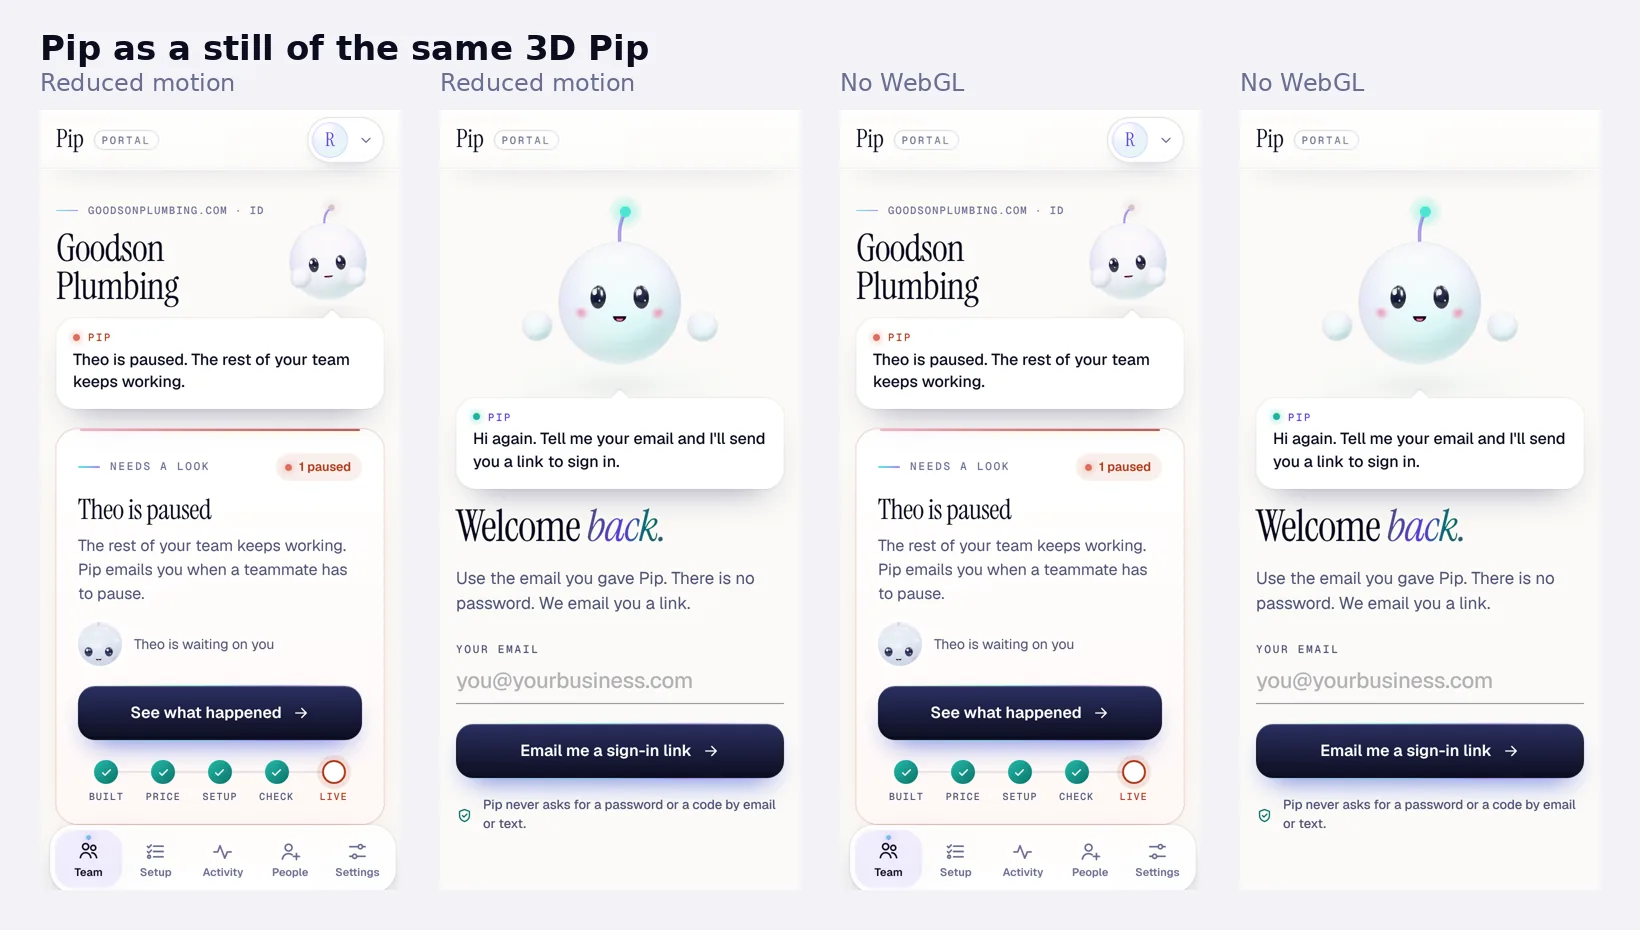 Pip as a still of the same 3D Pip
Reduced motion
Pip PORTAL R
GOODSONPLUMBING.COM · ID
Goodson
Plumbing
PIP
Theo is paused. The rest of your team
keeps working.
NEEDS A LOOK
1 paused
Theo is paused
The rest of your team keeps working.
Pip emails you when a teammate has
to pause.
Theo is waiting on you
See what happened →
BUILT PRICE SETUP CHECK LIVE
Team Setup Activity People Settings
Reduced motion
Pip PORTAL
PIP
Hi again. Tell me your email and I'll send
you a link to sign in.
Welcome back.
Use the email you gave Pip. There is no
password. We email you a link.
YOUR EMAIL
you@yourbusiness.com
Email me a sign-in link →
Pip never asks for a password or a code by email
or text.
No WebGL
Pip PORTAL R
GOODSONPLUMBING.COM · ID
Goodson
Plumbing
PIP
Theo is paused. The rest of your team
keeps working.
NEEDS A LOOK
1 paused
Theo is paused
The rest of your team keeps working.
Pip emails you when a teammate has
to pause.
Theo is waiting on you
See what happened →
BUILT PRICE SETUP CHECK LIVE
Team Setup Activity People Settings
No WebGL
Pip PORTAL
PIP
Hi again. Tell me your email and I'll send
you a link to sign in.
Welcome back.
Use the email you gave Pip. There is no
password. We email you a link.
YOUR EMAIL
you@yourbusiness.com
Email me a sign-in link →
Pip never asks for a password or a code by email
or text.